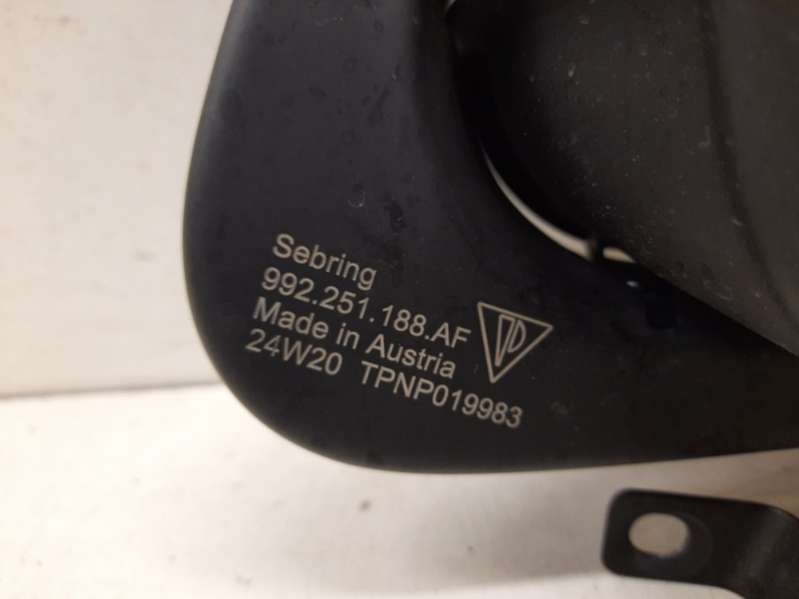 Sebring
992.251.188.AF
Made in Austria
24W20 TPNP019983